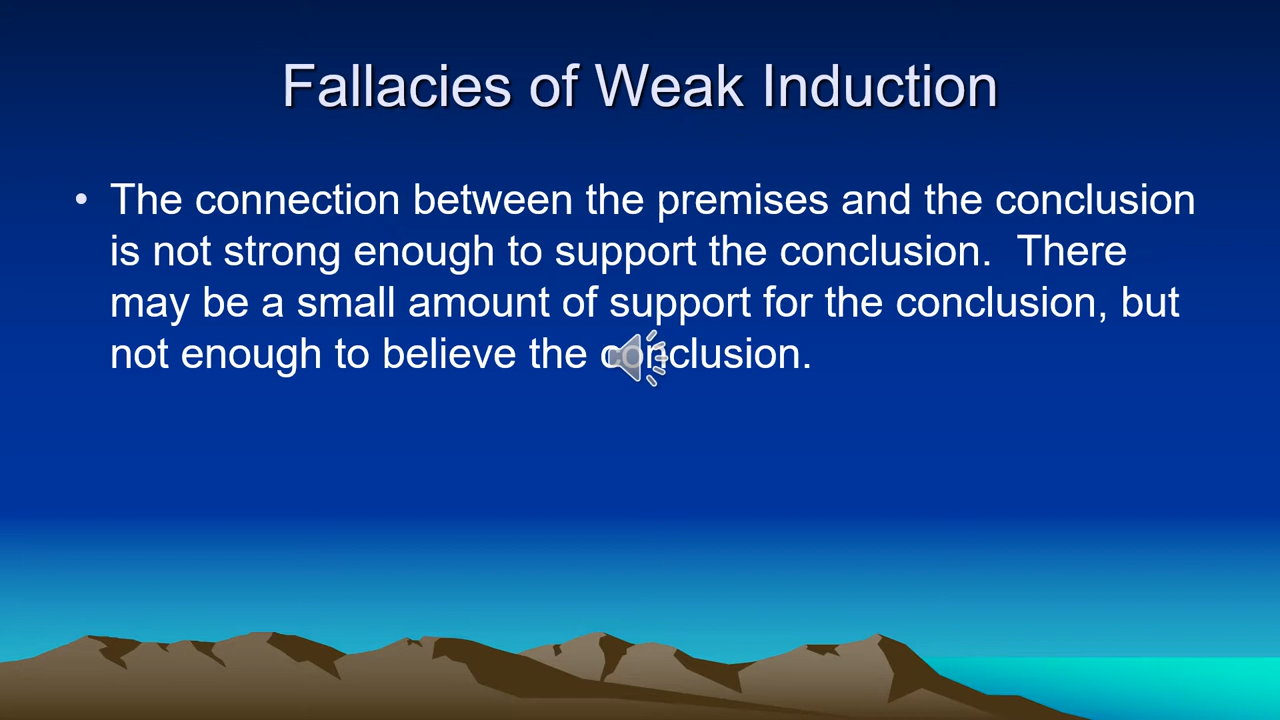 Fallacies of Weak Induction
• The connection between the premises and the conclusion
is not strong enough to support the conclusion.  There
may be a small amount of support for the conclusion, but
not enough to believe the conclusion.